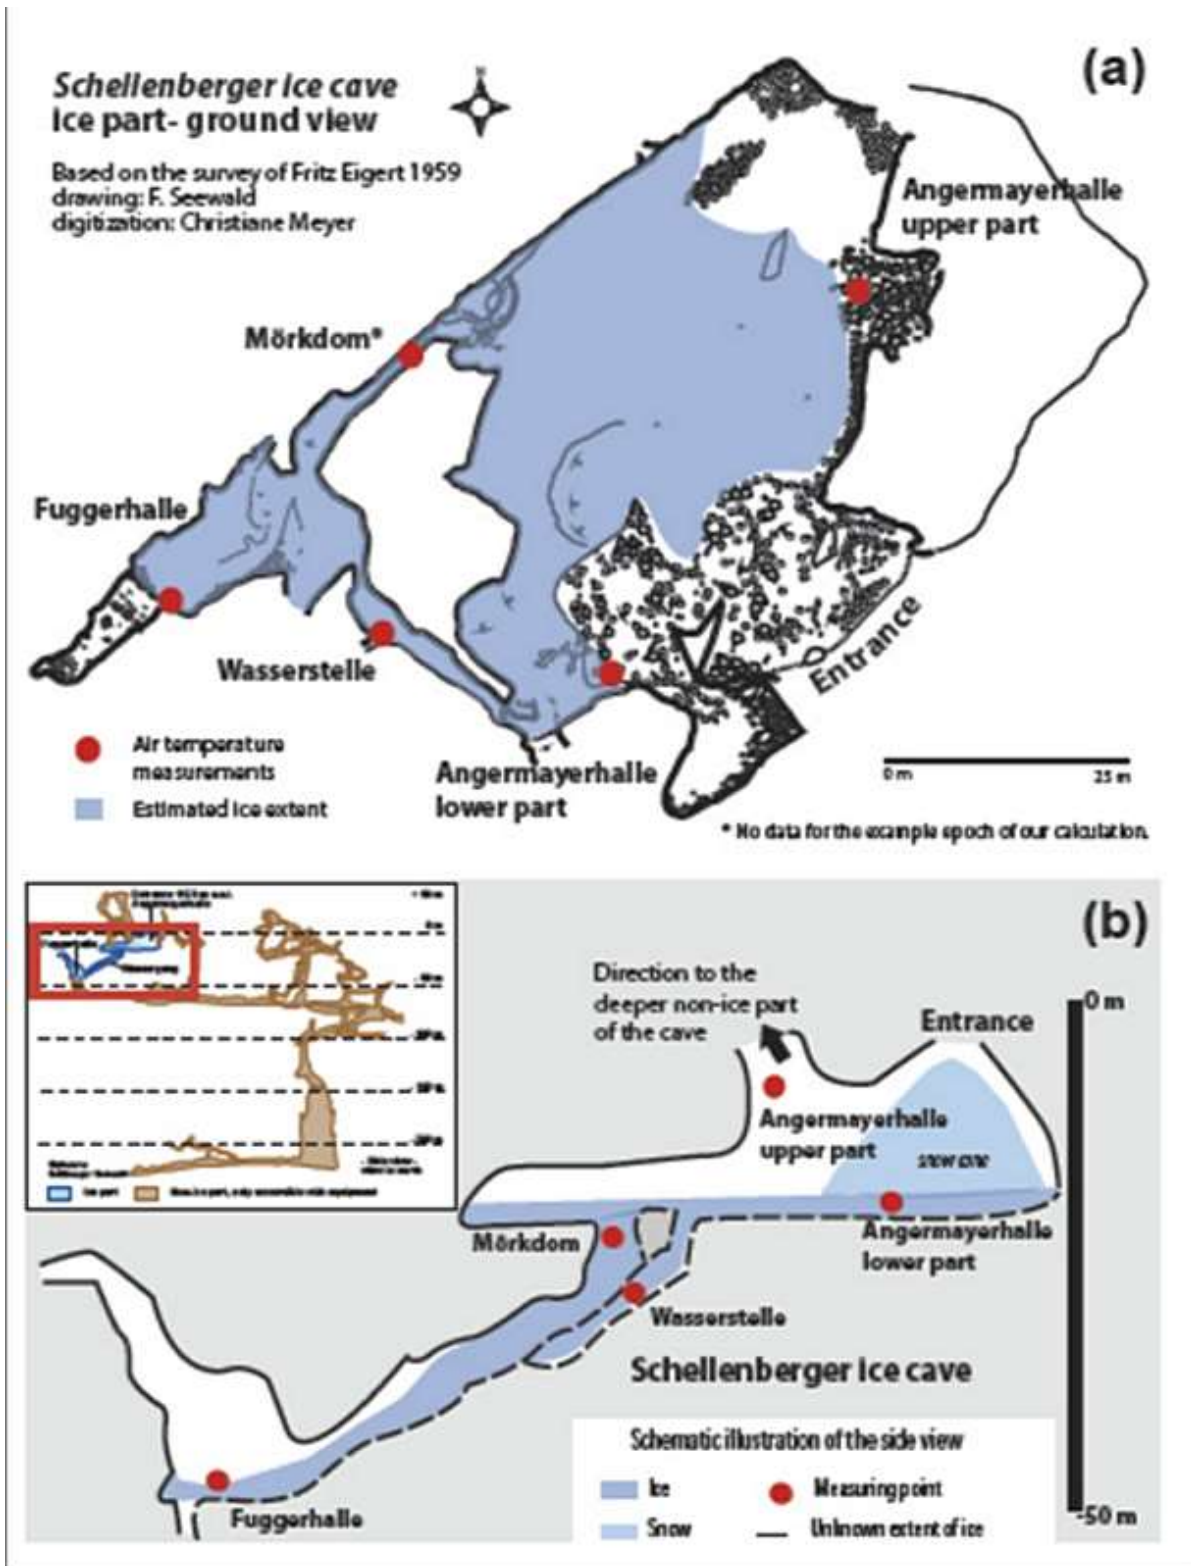 (a)
Schellenberger ice cave
ice part- ground view
N
Based on the survey of Fritz Eigert 1959
drawing: F. Seewald
digitization: Christiane Meyer
Angermayerhalle
upper part
Mörkdom*
Fuggerhalle
Wasserstelle
Entrance
Air temperature
measurements
Estimated ice extent
Angermayerhalle
lower part
0 m
25 m
* No data for the example epoch of our calculation.
(b)
Ice part
Direction to the
deeper non-ice part
of the cave
0 m
Entrance
Angermayerhalle
upper part
snow cone
Mörkdom
Angermayerhalle
lower part
Wasserstelle
Schellenberger ice cave
Schematic illustration of the side view
Ice
Measuring point
Snow
Unknown extent of ice
-50 m
Fuggerhalle